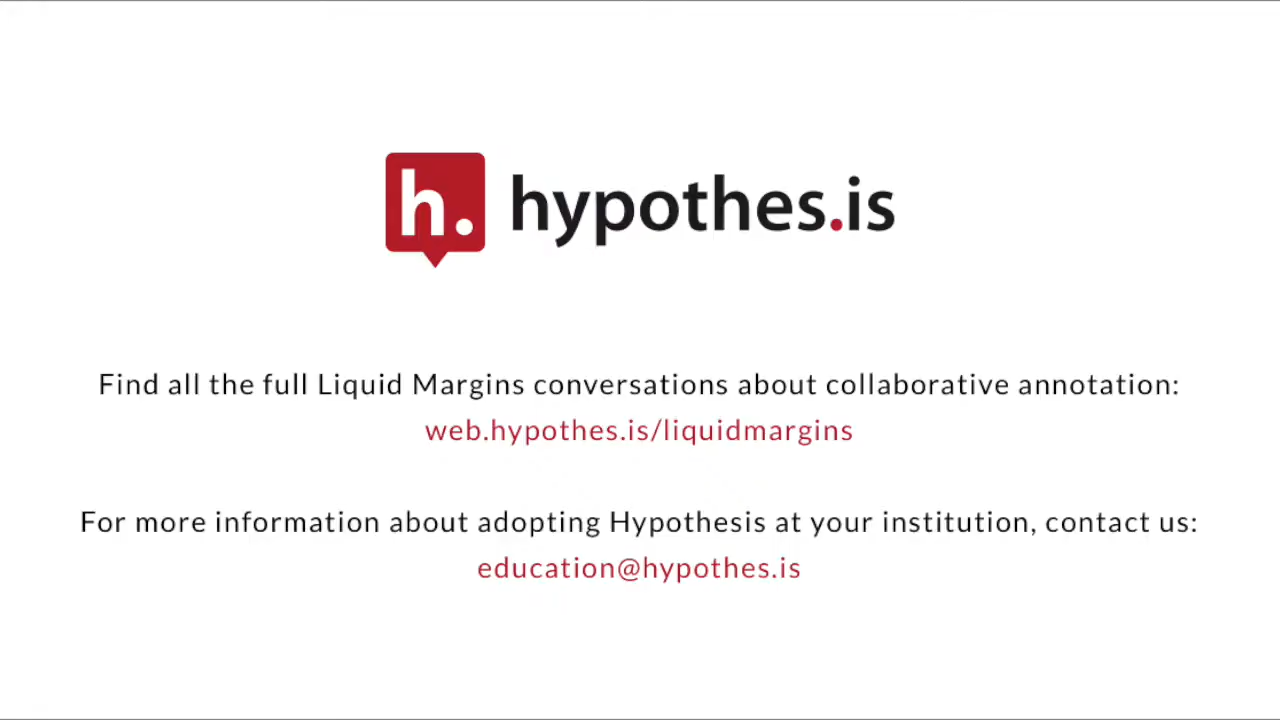 h. hypothes.is
Find all the full Liquid Margins conversations about collaborative annotation:
web.hypothes.is/liquidmargins
For more information about adopting Hypothesis at your institution, contact us:
education@hypothes.is